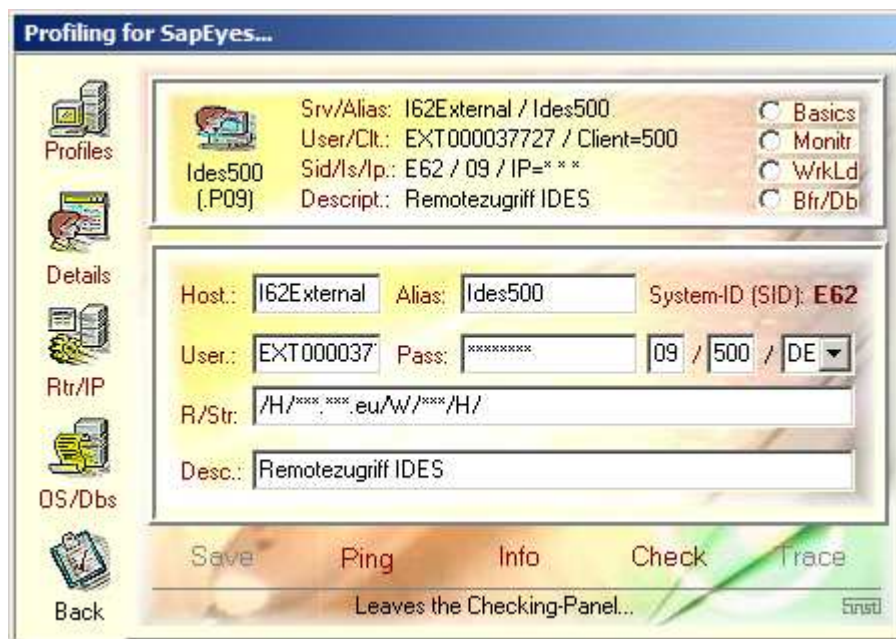 Profiling for SapEyes...
Profiles
Details
Rtr/IP
OS/Dbs
Back
Ides500
(.P09)
Srv/Alias: I62External / Ides500
User/Clt.: EXT000037727 / Client=500
Sid/Is/Ip.: E62 / 09 / IP=* * *
Descript.: Remotezugriff IDES
Basics
Monitr
WrkLd
Bfr/Db
Host.: I62External Alias: Ides500 System-ID (SID): E62
User.: EXT0000377 Pass: ******** 09 / 500 / DE
R/Str: /H/***.***.eu/W/***/H/
Desc.: Remotezugriff IDES
Save Ping Info Check Trace
Leaves the Checking-Panel...